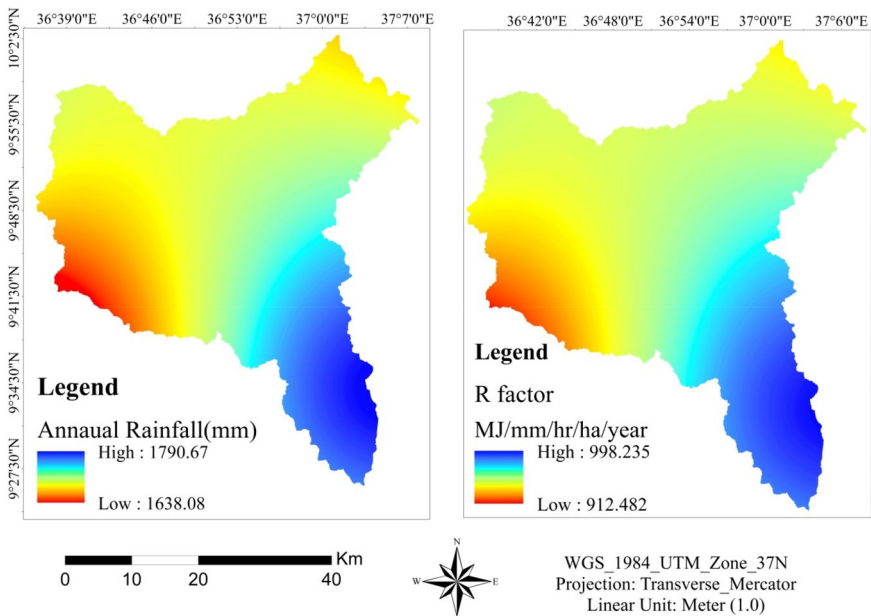 36°39'0"E 36°46'0"E 36°53'0"E 37°0'0"E 37°7'0"E
10°2'30"N
9°55'30"N
9°48'30"N
9°41'30"N
9°34'30"N
9°27'30"N
Legend
Annaual Rainfall(mm)
High : 1790.67
Low : 1638.08
36°42'0"E 36°48'0"E 36°54'0"E 37°0'0"E 37°6'0"E
Legend
R factor
MJ/mm/hr/ha/year
High : 998.235
Low : 912.482
Km
0 10 20 40
N
W E
S
WGS_1984_UTM_Zone_37N
Projection: Transverse_Mercator
Linear Unit: Meter (1.0)